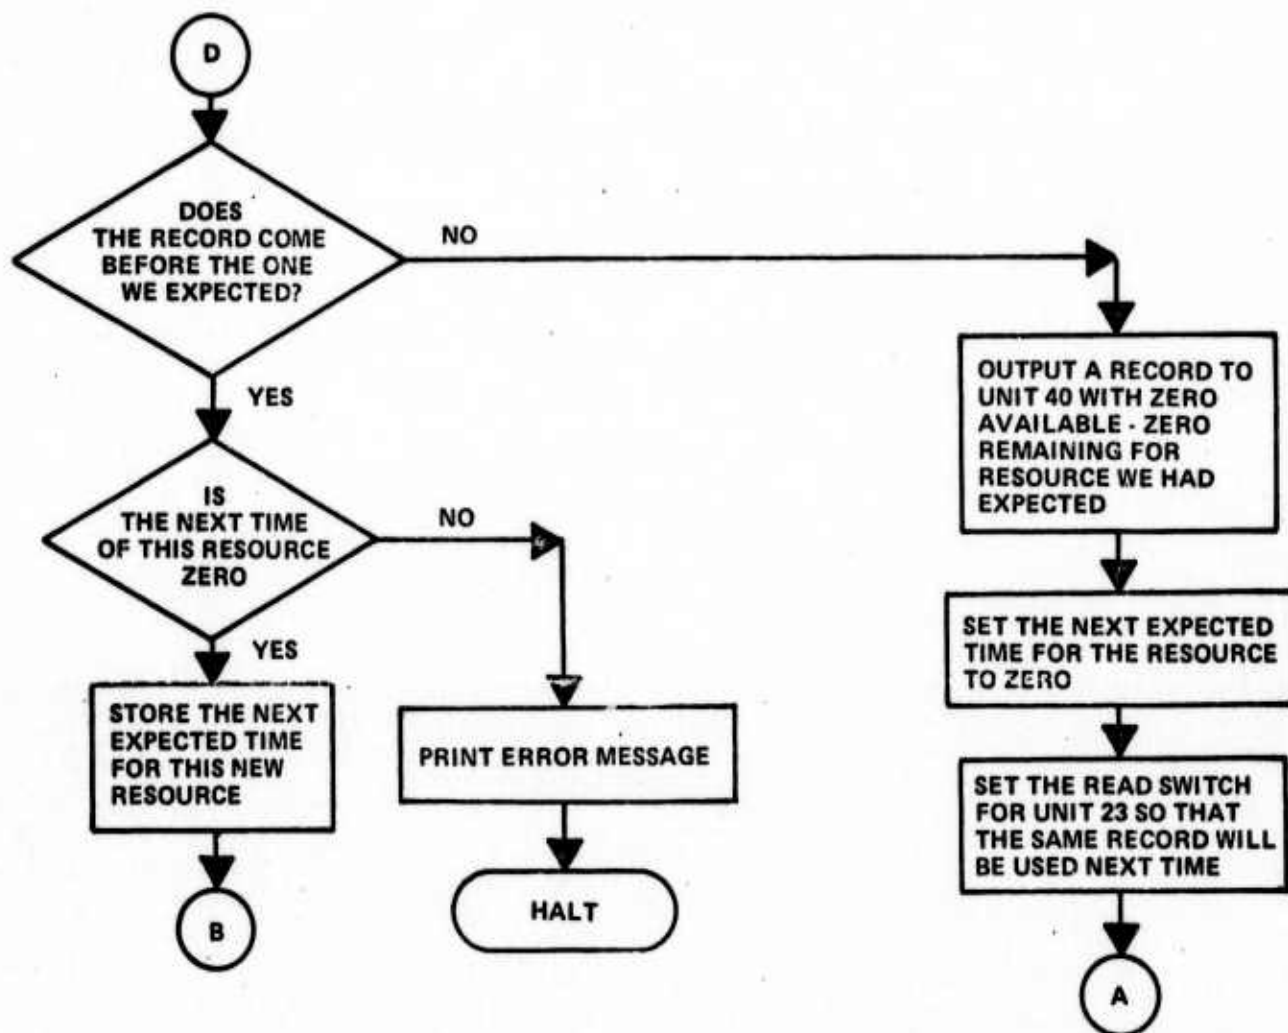 D
DOES
THE RECORD COME
BEFORE THE ONE
WE EXPECTED?
NO
YES
IS
THE NEXT TIME
OF THIS RESOURCE
ZERO
NO
YES
STORE THE NEXT
EXPECTED TIME
FOR THIS NEW
RESOURCE
B
PRINT ERROR MESSAGE
HALT
OUTPUT A RECORD TO
UNIT 40 WITH ZERO
AVAILABLE - ZERO
REMAINING FOR
RESOURCE WE HAD
EXPECTED
SET THE NEXT EXPECTED
TIME FOR THE RESOURCE
TO ZERO
SET THE READ SWITCH
FOR UNIT 23 SO THAT
THE SAME RECORD WILL
BE USED NEXT TIME
A